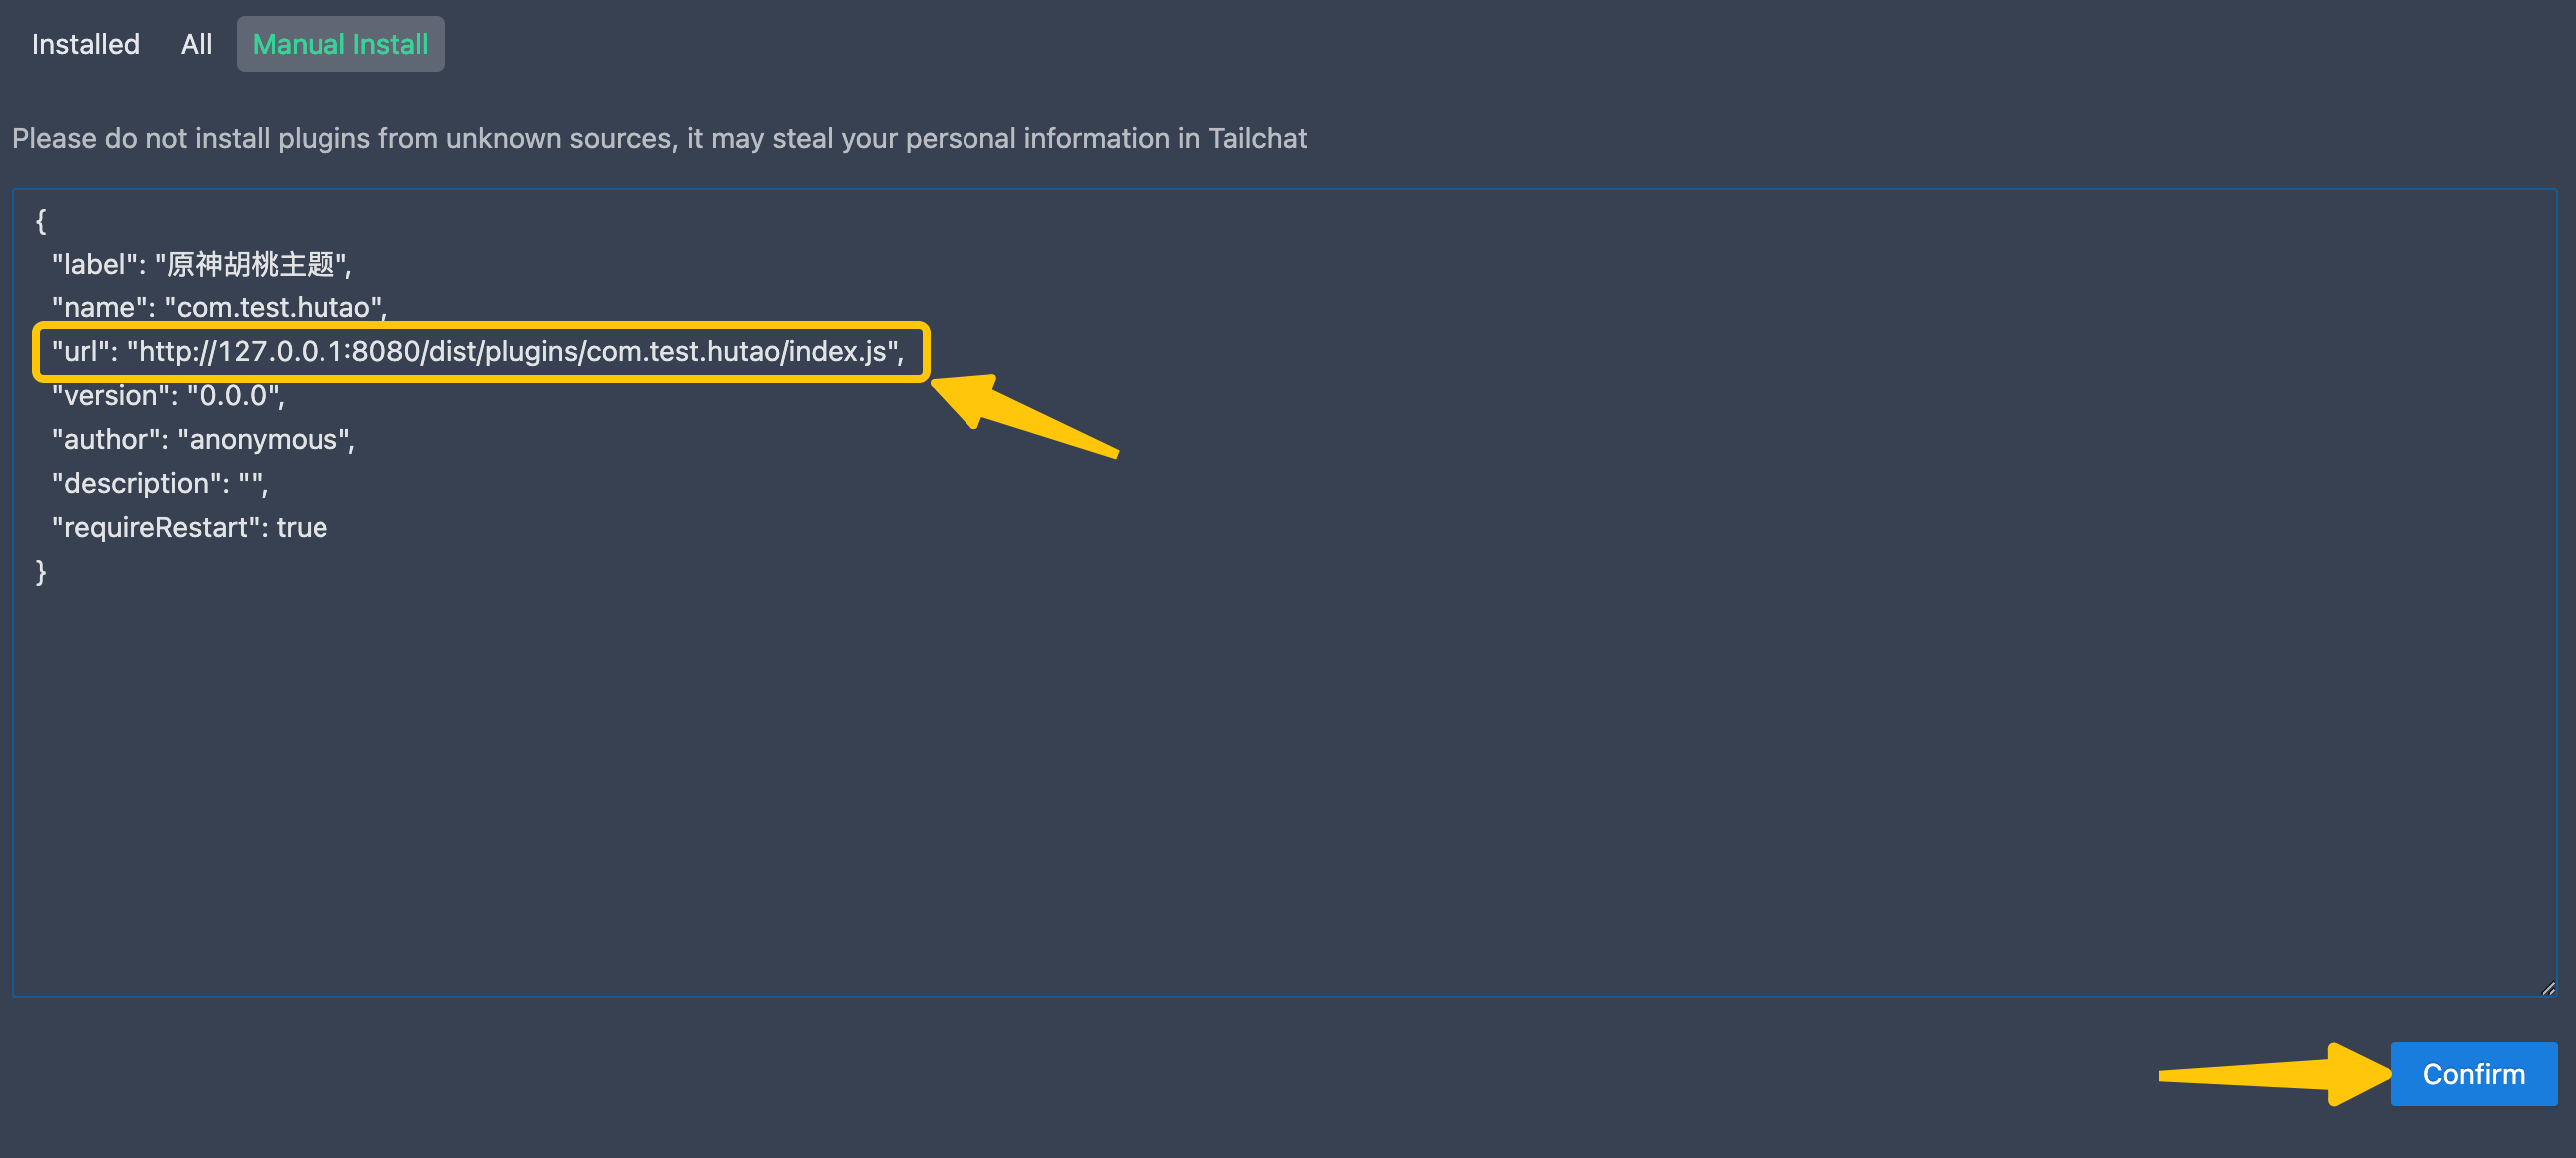 Installed All Manual Install
Please do not install plugins from unknown sources, it may steal your personal information in Tailchat
{
"label": "原神胡桃主题",
"name": "com.test.hutao",
"url": "http://127.0.0.1:8080/dist/plugins/com.test.hutao/index.js",
"version": "0.0.0",
"author": "anonymous",
"description": "",
"requireRestart": true
}
Confirm